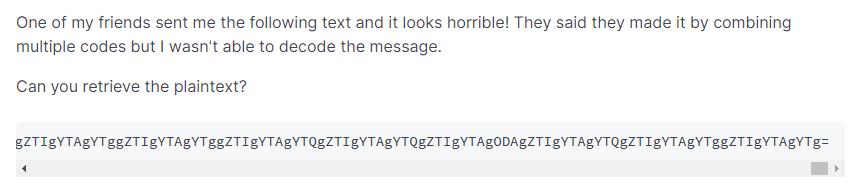 One of my friends sent me the following text and it looks horrible! They said they made it by combining
multiple codes but I wasn't able to decode the message.
Can you retrieve the plaintext?
gZTIgYTAgYTggZTIgYTAgYTggZTIgYTAgYTQgZTIgYTAgYTQgZTIgYTAgODAgZTIgYTAgYTQgZTIgYTAgYTggZTIgYTAgYTg=